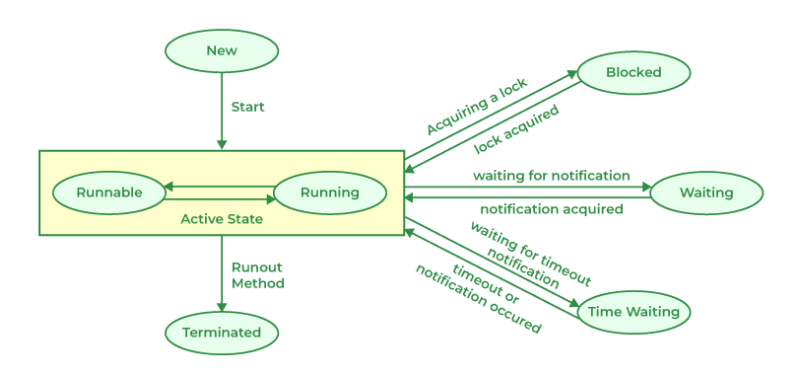 New
Start
Blocked
Acquiring a lock
lock acquired
Runnable
Running
Active State
waiting for notification
notification acquired
Waiting
waiting for timeout
notification
timeout or
notification occured
Time Waiting
Runout
Method
Terminated